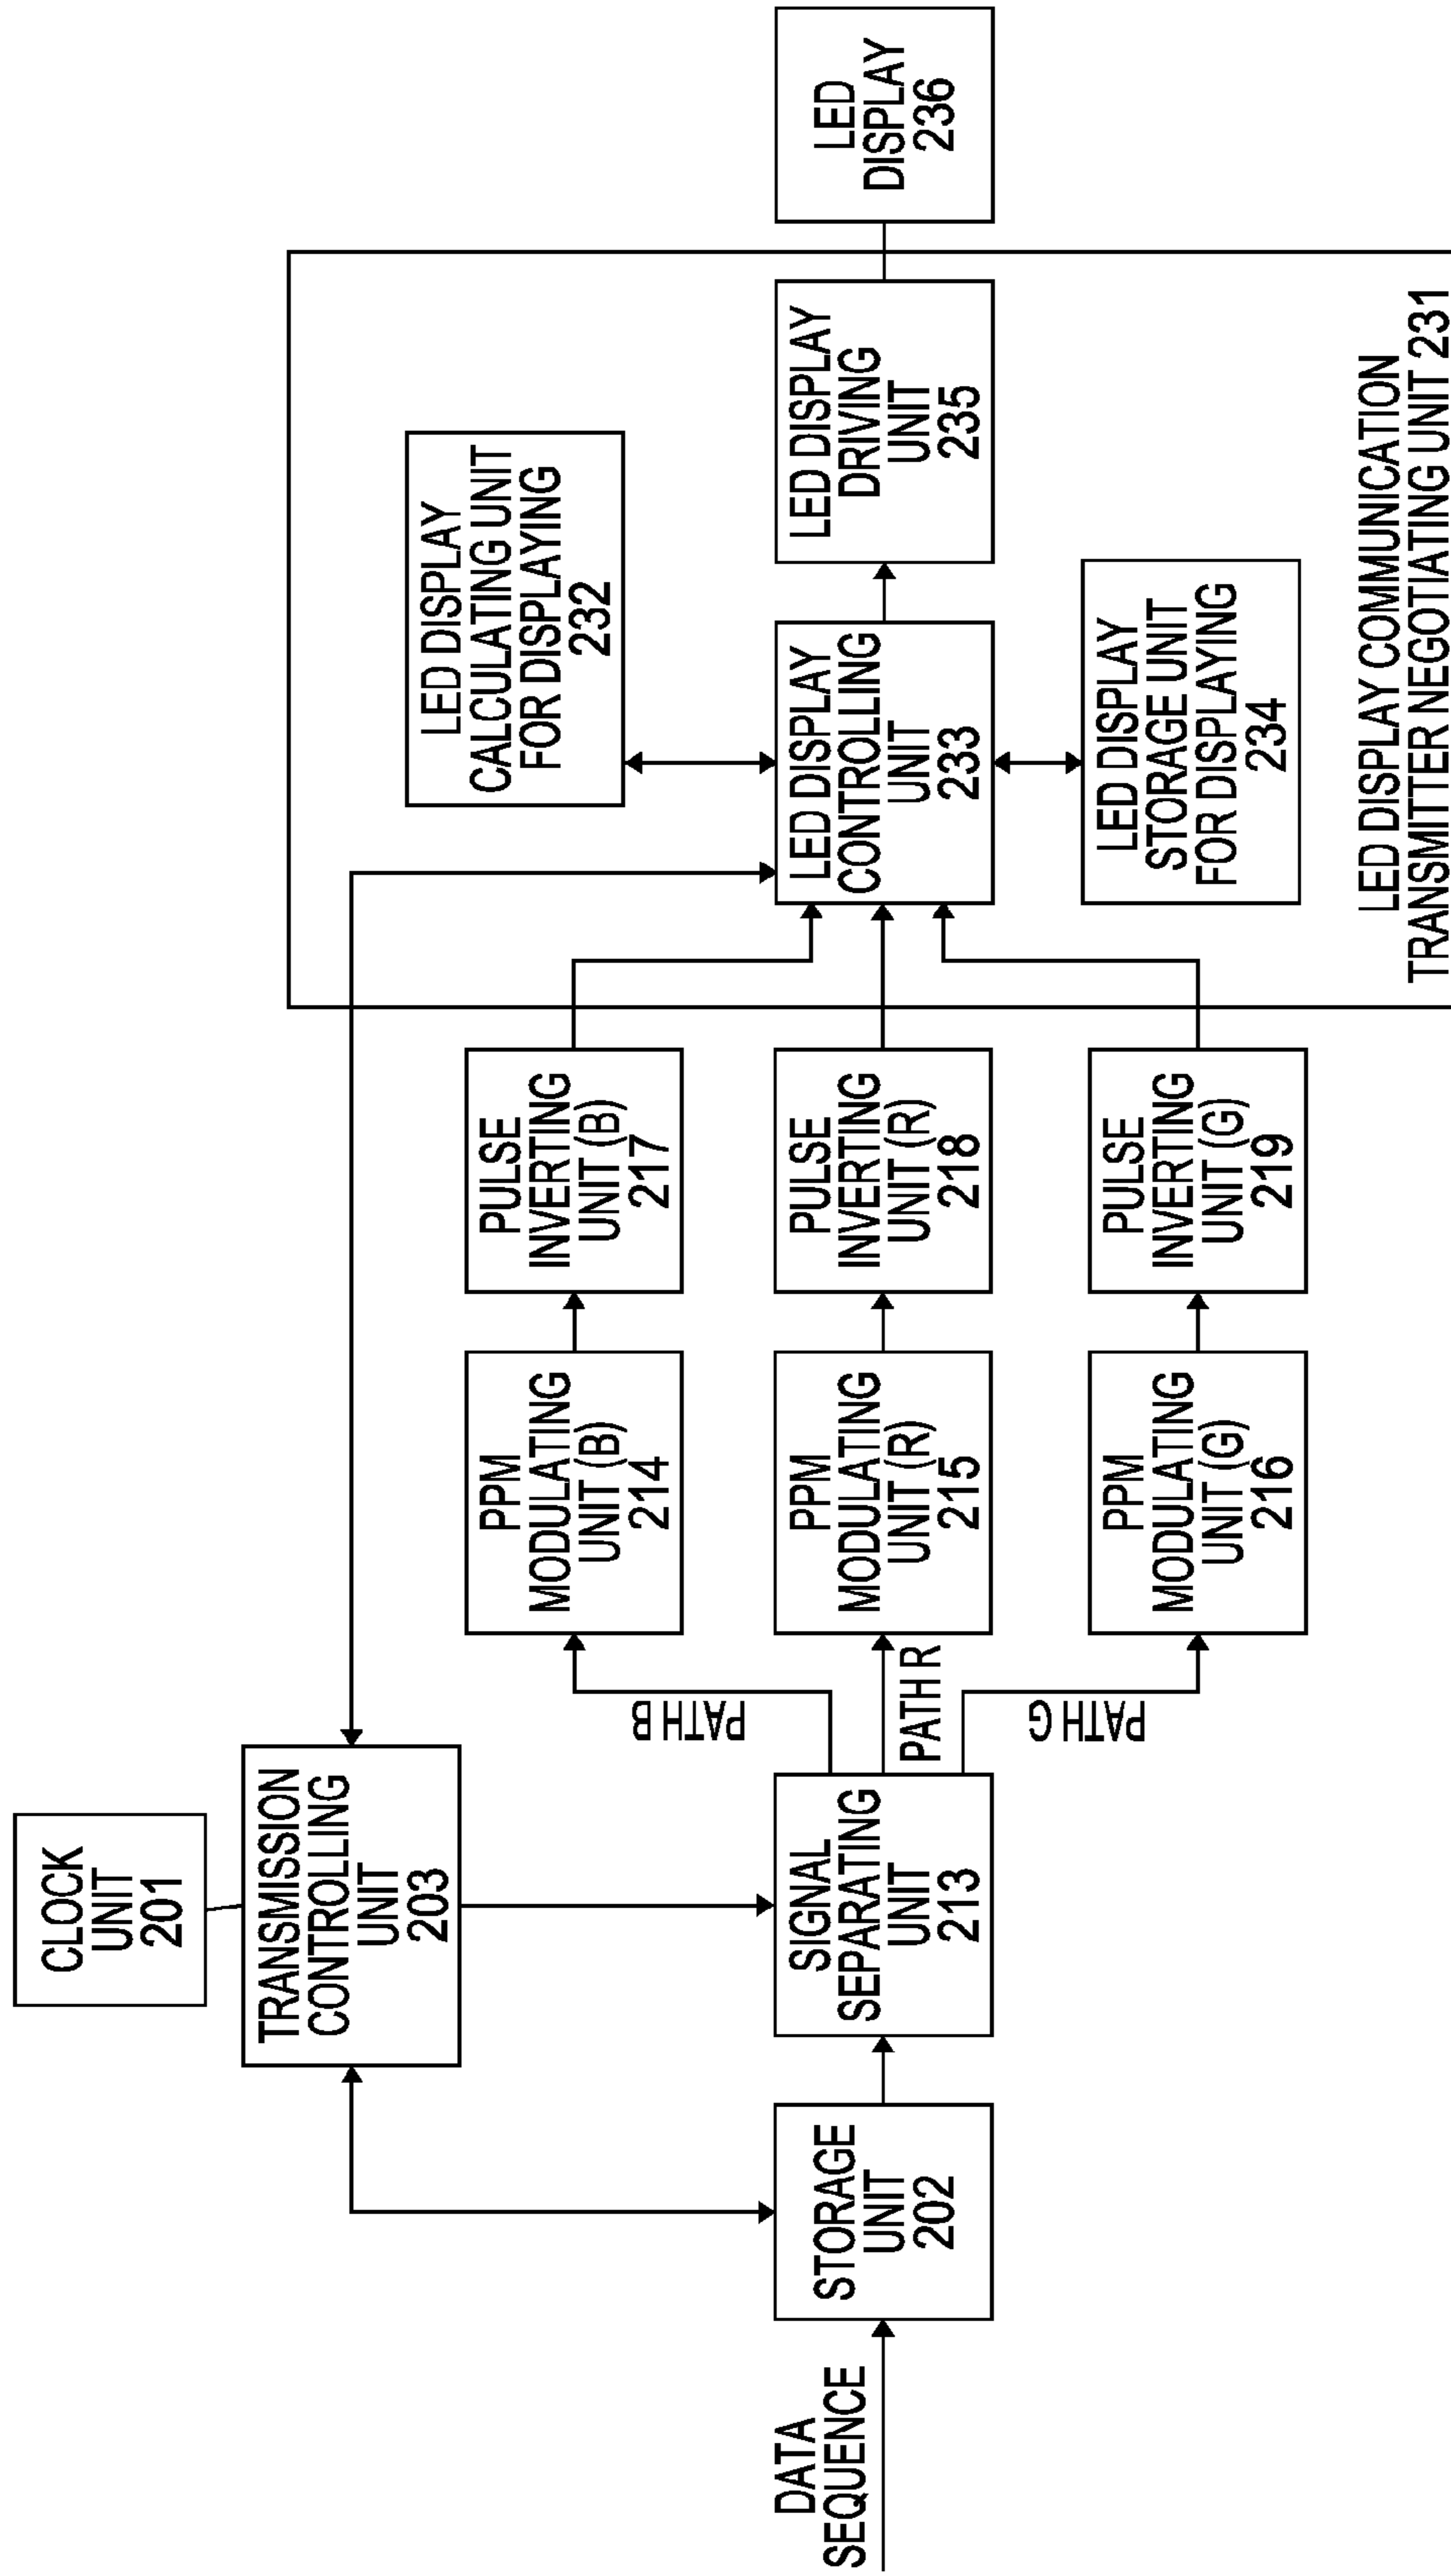 CLOCK
UNIT
201
TRANSMISSION
CONTROLLING
UNIT
203
DATA
SEQUENCE
STORAGE
UNIT
202
SIGNAL
SEPARATING
UNIT
213
PATH B
PATH R
PATH G
PPM
MODULATING
UNIT (B)
214
PPM
MODULATING
UNIT (R)
215
PPM
MODULATING
UNIT (G)
216
PULSE
INVERTING
UNIT (B)
217
PULSE
INVERTING
UNIT (R)
218
PULSE
INVERTING
UNIT (G)
219
LED DISPLAY
CALCULATING UNIT
FOR DISPLAYING
232
LED DISPLAY
CONTROLLING
UNIT
233
LED DISPLAY
STORAGE UNIT
FOR DISPLAYING
234
LED DISPLAY
DRIVING
UNIT
235
LED
DISPLAY
236
LED DISPLAY COMMUNICATION
TRANSMITTER NEGOTIATING UNIT 231